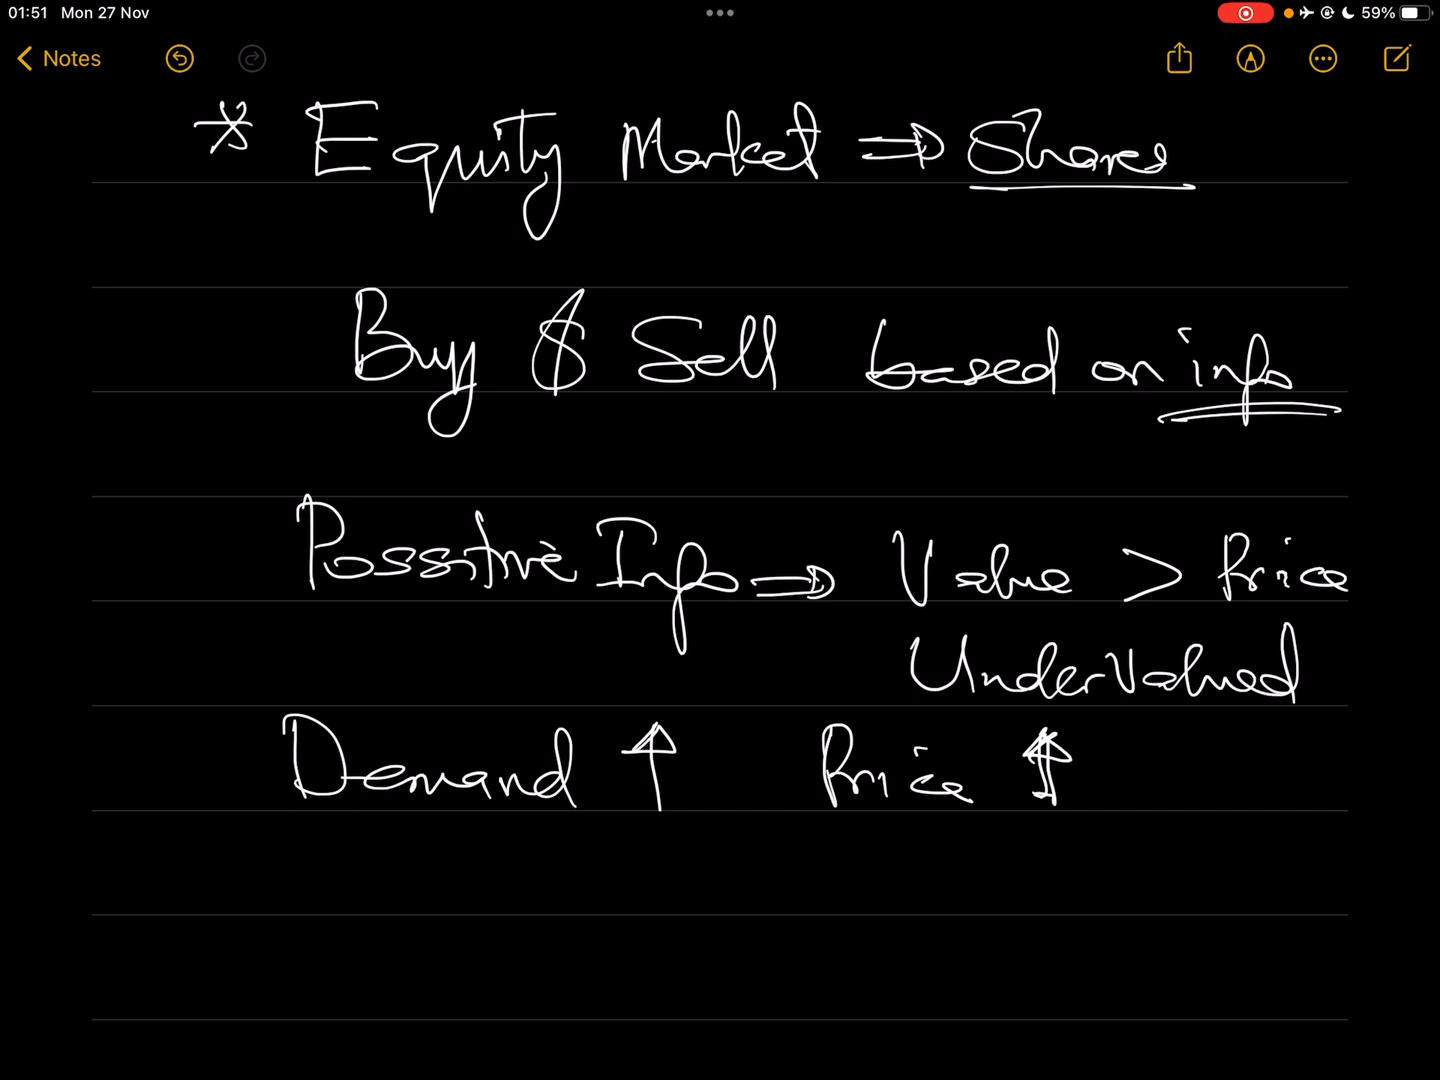 01:51 Mon 27 Nov 59%
Notes
* Equity Market ⇒ Shares
Buy & Sell based on info
Possitive Info ⇒ Value > Price
UnderValued
Demand ↑ Price ↑